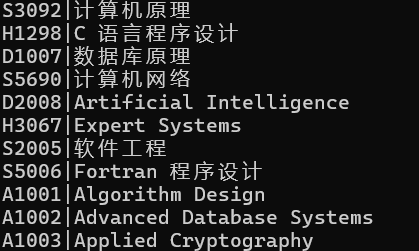 S3092|计算机原理
H1298|C 语言程序设计
D1007|数据库原理
S5690|计算机网络
D2008|Artificial Intelligence
H3067|Expert Systems
S2005|软件工程
S5006|Fortran 程序设计
A1001|Algorithm Design
A1002|Advanced Database Systems
A1003|Applied Cryptography